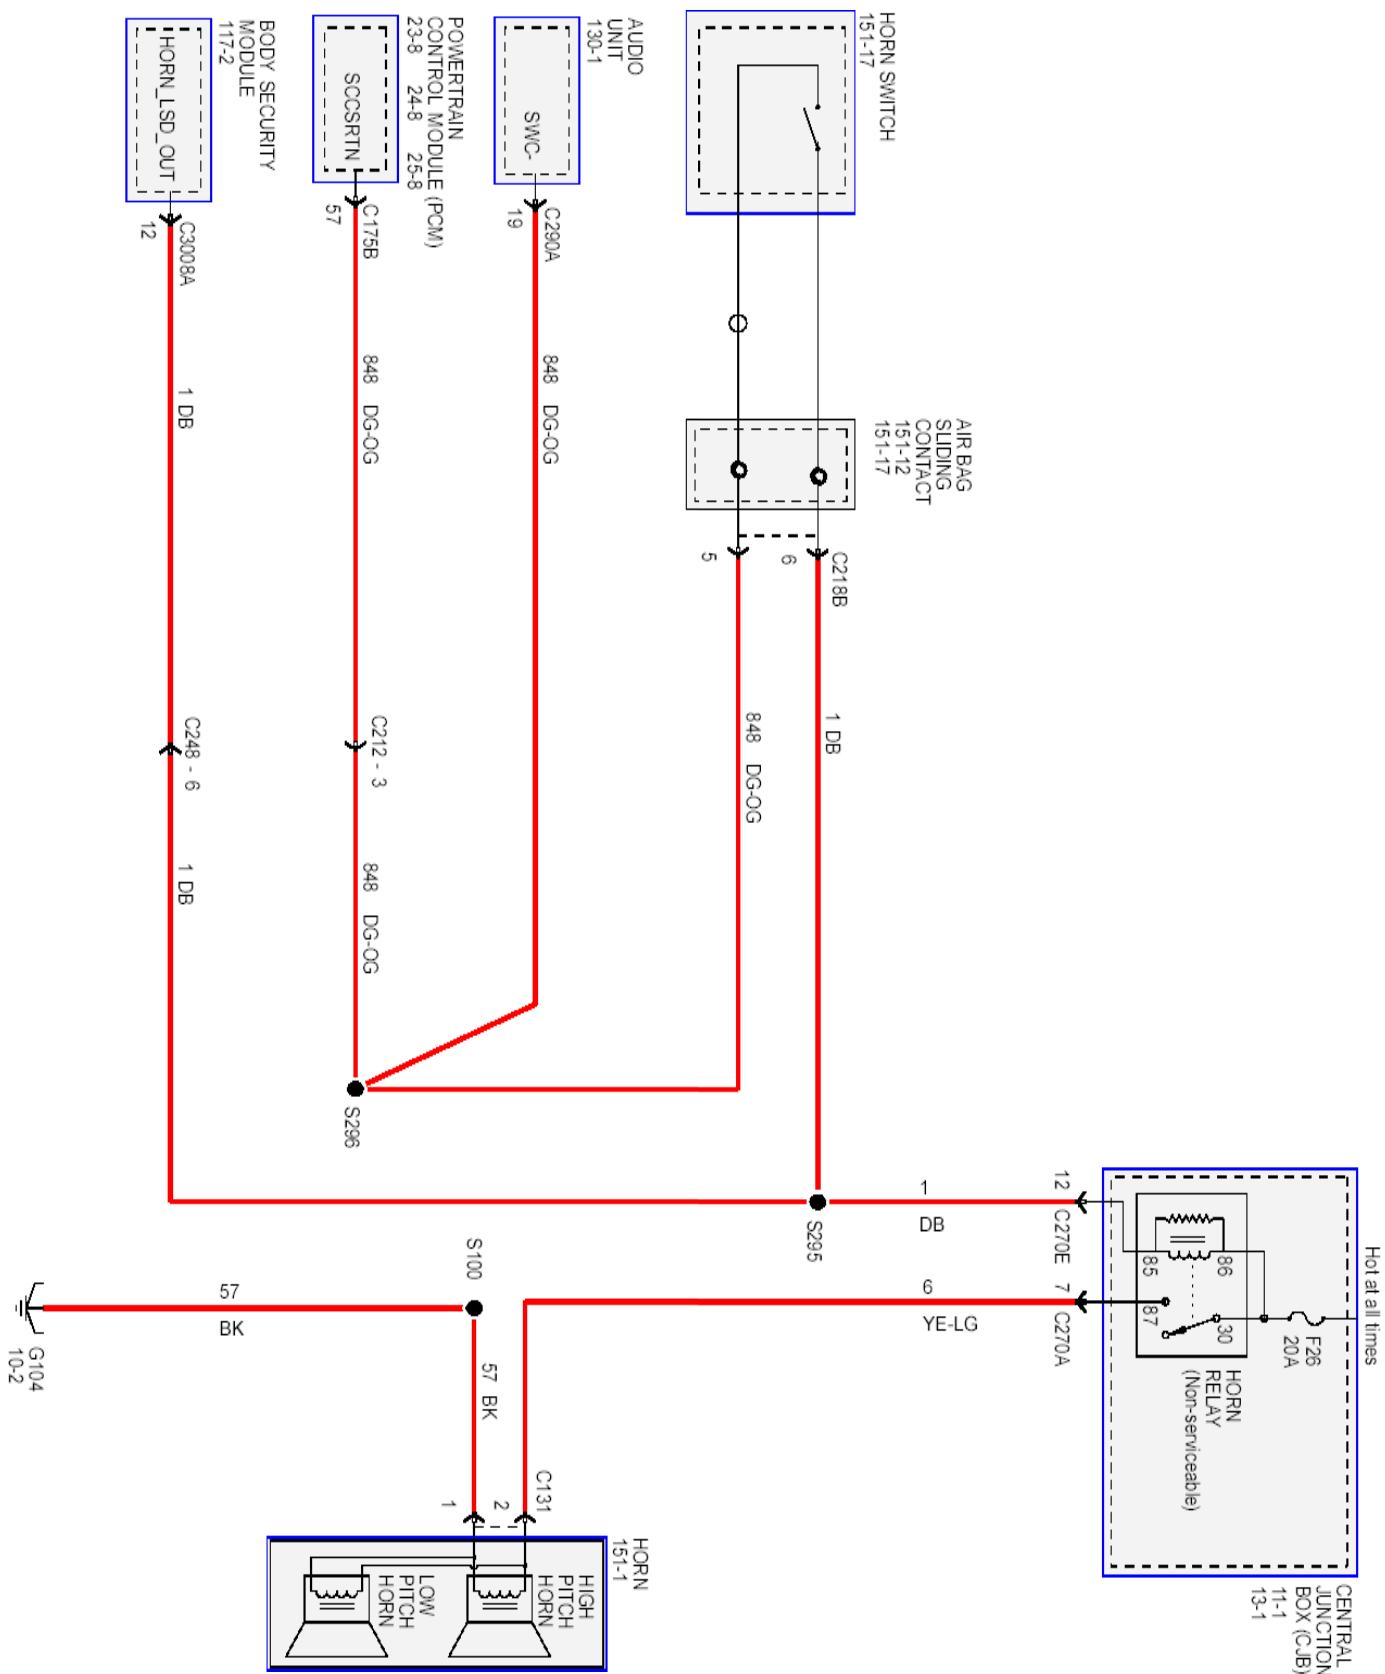 Hot at all times
F26
20A
86
30
85
87
HORN
RELAY
(Non-serviceable)
CENTRAL
JUNCTION
BOX (CJB)
11-1
13-1
12
C270E
7
C270A
1
DB
6
YE-LG
HORN SWITCH
151-17
AIR BAG
SLIDING
CONTACT
151-12
151-17
C218B
6
5
1 DB
848 DG-OG
S295
AUDIO
UNIT
130-1
SWC-
C290A
19
848 DG-OG
POWERTRAIN
CONTROL MODULE (PCM)
23-8 24-8 25-8
SCCSRTN
C175B
57
848 DG-OG
C212 - 3
848 DG-OG
S296
BODY SECURITY
MODULE
117-2
HORN_LSD_OUT
C3008A
12
1 DB
C248 - 6
1 DB
S100
57 BK
57
BK
G104
10-2
C131
2
1
HORN
151-1
HIGH
PITCH
HORN
LOW
PITCH
HORN